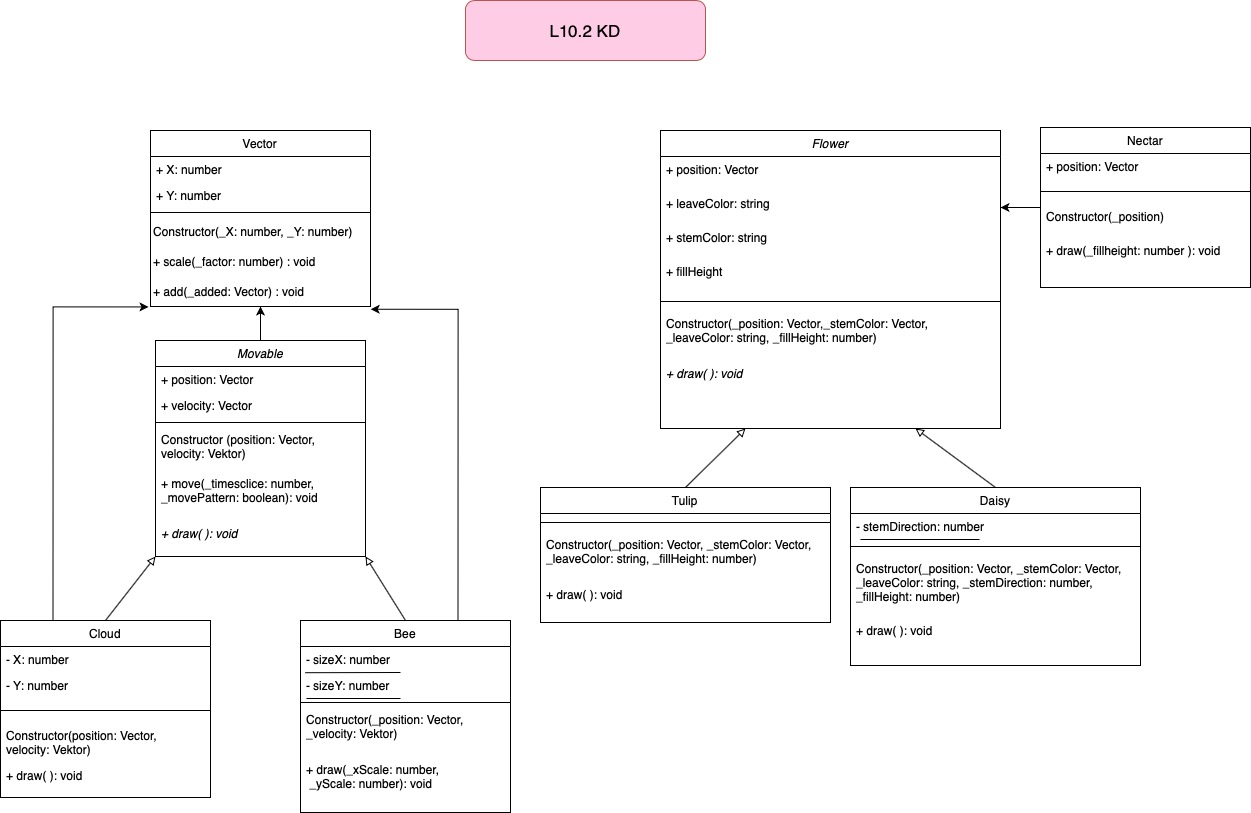 L10.2 KD
Vector
+ X: number
+ Y: number
Constructor(_X: number, _Y: number)
+ scale(_factor: number) : void
+ add(_added: Vector) : void
Movable
+ position: Vector
+ velocity: Vector
Constructor (position: Vector,
velocity: Vektor)
+ move(_timesclice: number,
_movePattern: boolean): void
+ draw( ): void
Cloud
- X: number
- Y: number
Constructor(position: Vector,
velocity: Vektor)
+ draw( ): void
Bee
- sizeX: number
- sizeY: number
Constructor(_position: Vector,
_velocity: Vektor)
+ draw(_xScale: number,
_yScale: number): void
Flower
+ position: Vector
+ leaveColor: string
+ stemColor: string
+ fillHeight
Constructor(_position: Vector,_stemColor: Vector,
_leaveColor: string, _fillHeight: number)
+ draw( ): void
Nectar
+ position: Vector
Constructor(_position)
+ draw(_fillheight: number ): void
Tulip
Constructor(_position: Vector, _stemColor: Vector,
_leaveColor: string, _fillHeight: number)
+ draw( ): void
Daisy
- stemDirection: number
Constructor(_position: Vector, _stemColor: Vector,
_leaveColor: string, _stemDirection: number,
_fillHeight: number)
+ draw( ): void